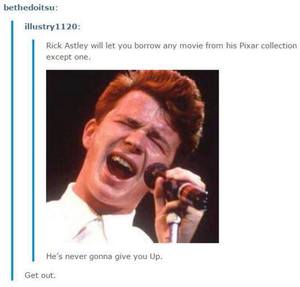 bethedoitsu:
illustry1120:
Rick Astley will let you borrow any movie from his Pixar collection
except one.
He's never gonna give you Up.
Get out.